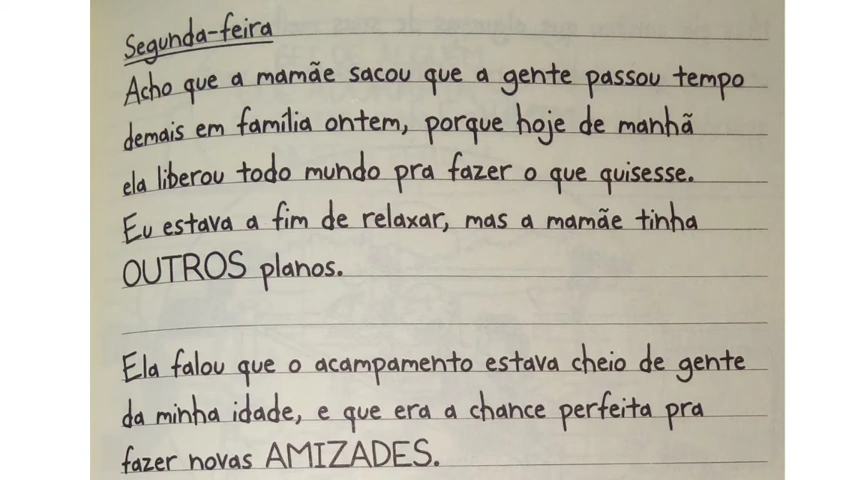 Segunda-feira
Acho que a mamãe sacou que a gente passou tempo
demais em família ontem, porque hoje de manhã
ela liberou todo mundo pra fazer o que quisesse.
Eu estava a fim de relaxar, mas a mamãe tinha
OUTROS planos.
Ela falou que o acampamento estava cheio de gente
da minha idade, e que era a chance perfeita pra
fazer novas AMIZADES.